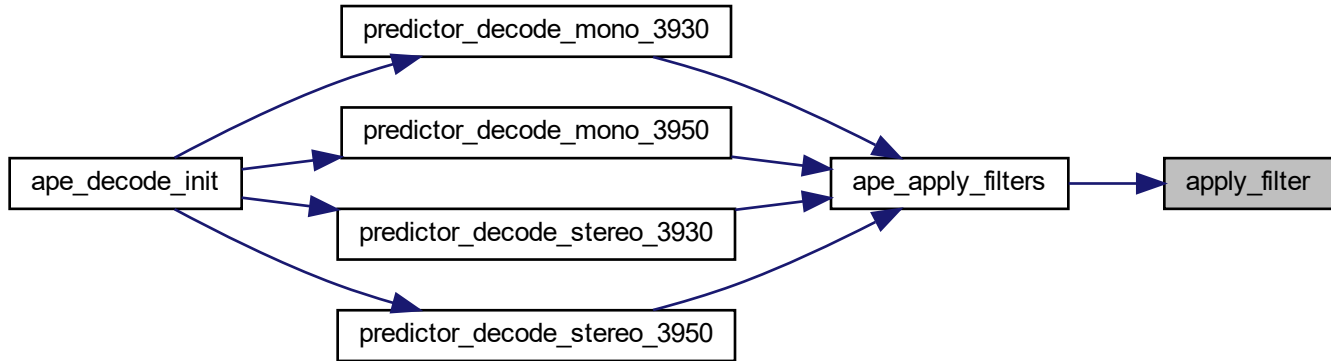 predictor_decode_mono_3930
predictor_decode_mono_3950
ape_decode_init
ape_apply_filters
apply_filter
predictor_decode_stereo_3930
predictor_decode_stereo_3950